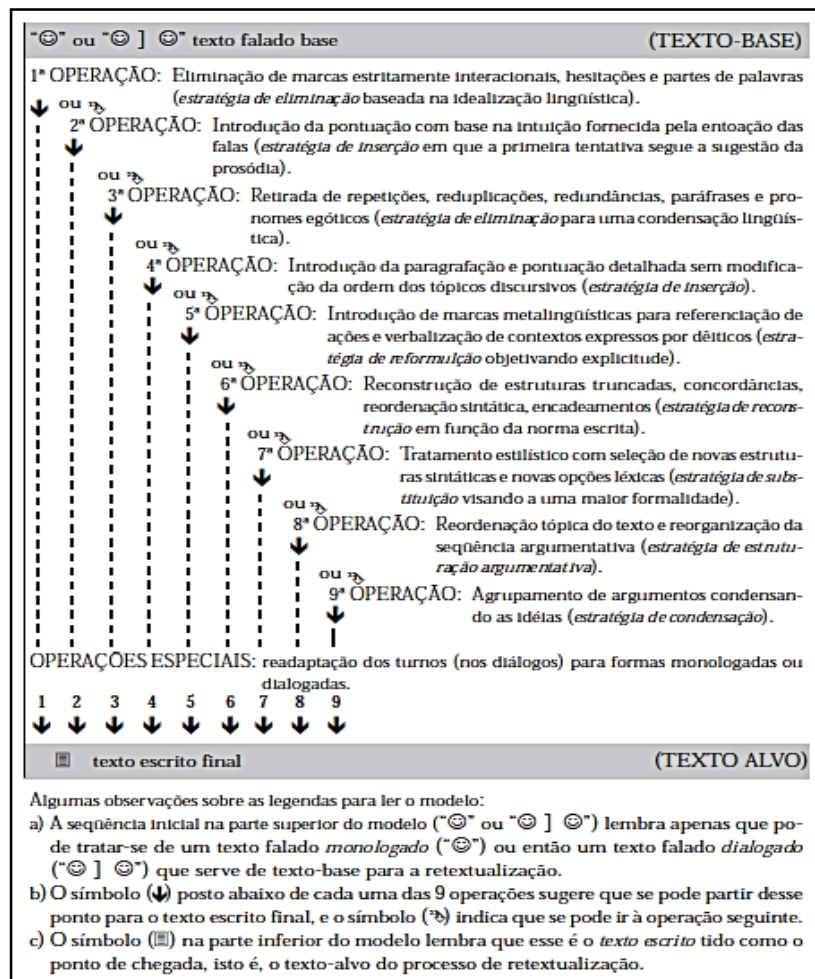 “☺” ou “☺ ] ☺” texto falado base (TEXTO-BASE)
1ª OPERAÇÃO: Eliminação de marcas estritamente interacionais, hesitações e partes de palavras
(estratégia de eliminação baseada na idealização lingüística).
ou
2ª OPERAÇÃO: Introdução da pontuação com base na intuição fornecida pela entoação das
falas (estratégia de inserção em que a primeira tentativa segue a sugestão da
prosódia).
ou
3ª OPERAÇÃO: Retirada de repetições, reduplicações, redundâncias, paráfrases e pro-
nomes egóticos (estratégia de eliminação para uma condensação lingüís-
tica).
ou
4ª OPERAÇÃO: Introdução da paragrafação e pontuação detalhada sem modifica-
ção da ordem dos tópicos discursivos (estratégia de inserção).
ou
5ª OPERAÇÃO: Introdução de marcas metalingüísticas para referenciação de
ações e verbalização de contextos expressos por dêiticos (estra-
tégia de reformulção objetivando explicitude).
ou
6ª OPERAÇÃO: Reconstrução de estruturas truncadas, concordâncias,
reordenação sintática, encadeamentos (estratégia de recons-
trução em função da norma escrita).
ou
7ª OPERAÇÃO: Tratamento estilístico com seleção de novas estrutu-
ras sintáticas e novas opções léxicas (estratégia de subs-
tituição visando a uma maior formalidade).
ou
8ª OPERAÇÃO: Reordenação tópica do texto e reorganização da
seqüência argumentativa (estratégia de estrutu-
ração argumentativa).
ou
9ª OPERAÇÃO: Agrupamento de argumentos condensan-
do as idéias (estratégia de condensação).
OPERAÇÕES ESPECIAIS: readaptação dos turnos (nos diálogos) para formas monologadas ou
dialogadas.
1 2 3 4 5 6 7 8 9
texto escrito final (TEXTO ALVO)
Algumas observações sobre as legendas para ler o modelo:
a) A seqüência inicial na parte superior do modelo (“☺” ou “☺ ] ☺”) lembra apenas que po-
de tratar-se de um texto falado monologado (“☺”) ou então um texto falado dialogado
(“☺ ] ☺”) que serve de texto-base para a retextualização.
b) O símbolo (🡻) posto abaixo de cada uma das 9 operações sugere que se pode partir desse
ponto para o texto escrito final, e o símbolo (🖎) indica que se pode ir à operação seguinte.
c) O símbolo (🗏) na parte inferior do modelo lembra que esse é o texto escrito tido como o
ponto de chegada, isto é, o texto-alvo do processo de retextualização.